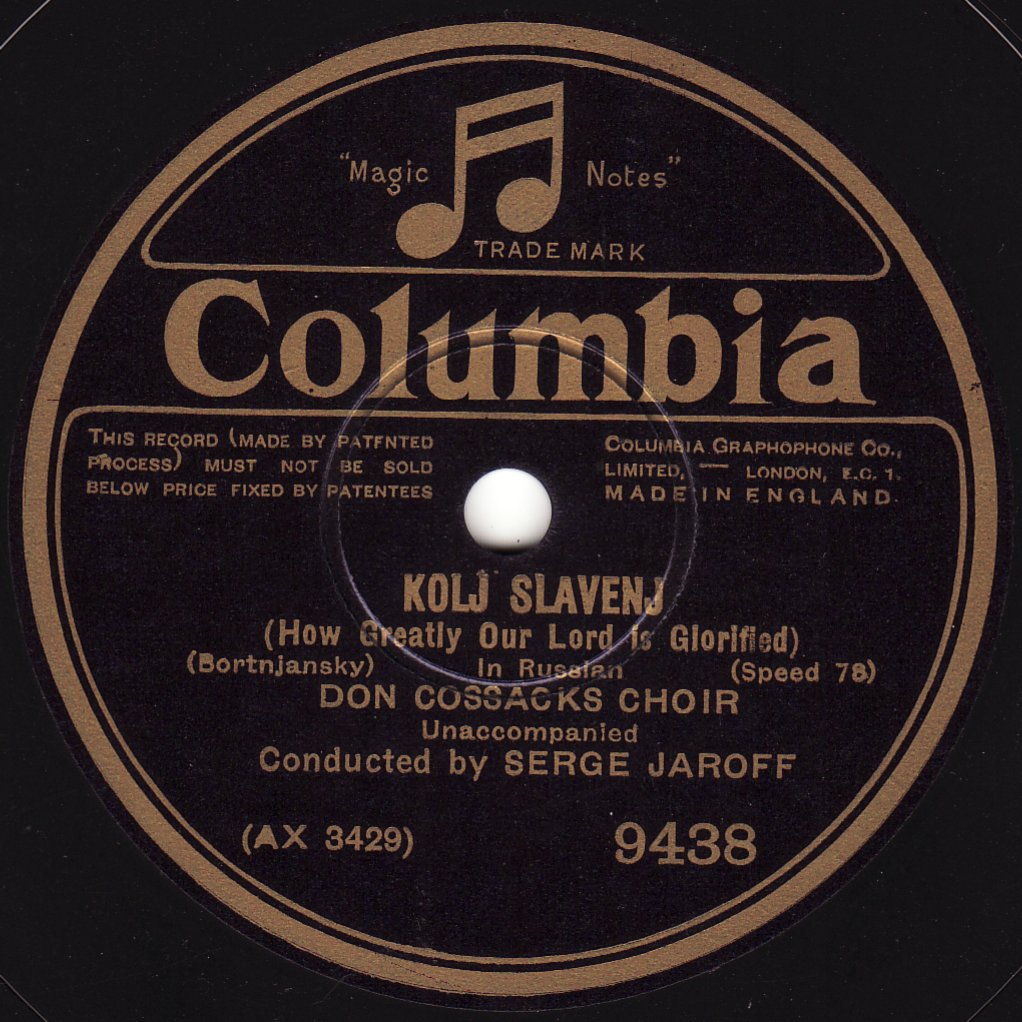 "Magic Notes"
TRADE MARK
Columbia
THIS RECORD (MADE BY PATENTED
PROCESS) MUST NOT BE SOLD
BELOW PRICE FIXED BY PATENTEES
COLUMBIA GRAPHOPHONE CO.,
LIMITED, — LONDON, E.C. 1.
MADE IN ENGLAND.
KOLJ SLAVENJ
(How Greatly Our Lord is Glorified)
(Bortnjansky) In Russian (Speed 78)
DON COSSACKS CHOIR
Unaccompanied
Conducted by SERGE JAROFF
(AX 3429) 9438